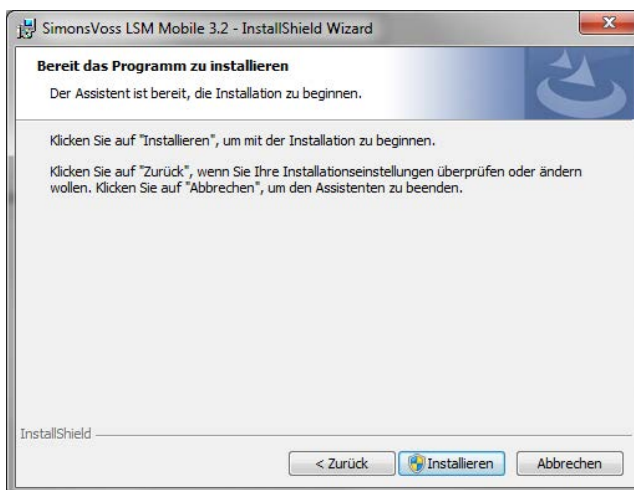 SimonsVoss LSM Mobile 3.2 - InstallShield Wizard
Bereit das Programm zu installieren
Der Assistent ist bereit, die Installation zu beginnen.
Klicken Sie auf "Installieren", um mit der Installation zu beginnen.
Klicken Sie auf "Zurück", wenn Sie Ihre Installationseinstellungen überprüfen oder ändern
wollen. Klicken Sie auf "Abbrechen", um den Assistenten zu beenden.
InstallShield
< Zurück Installieren Abbrechen